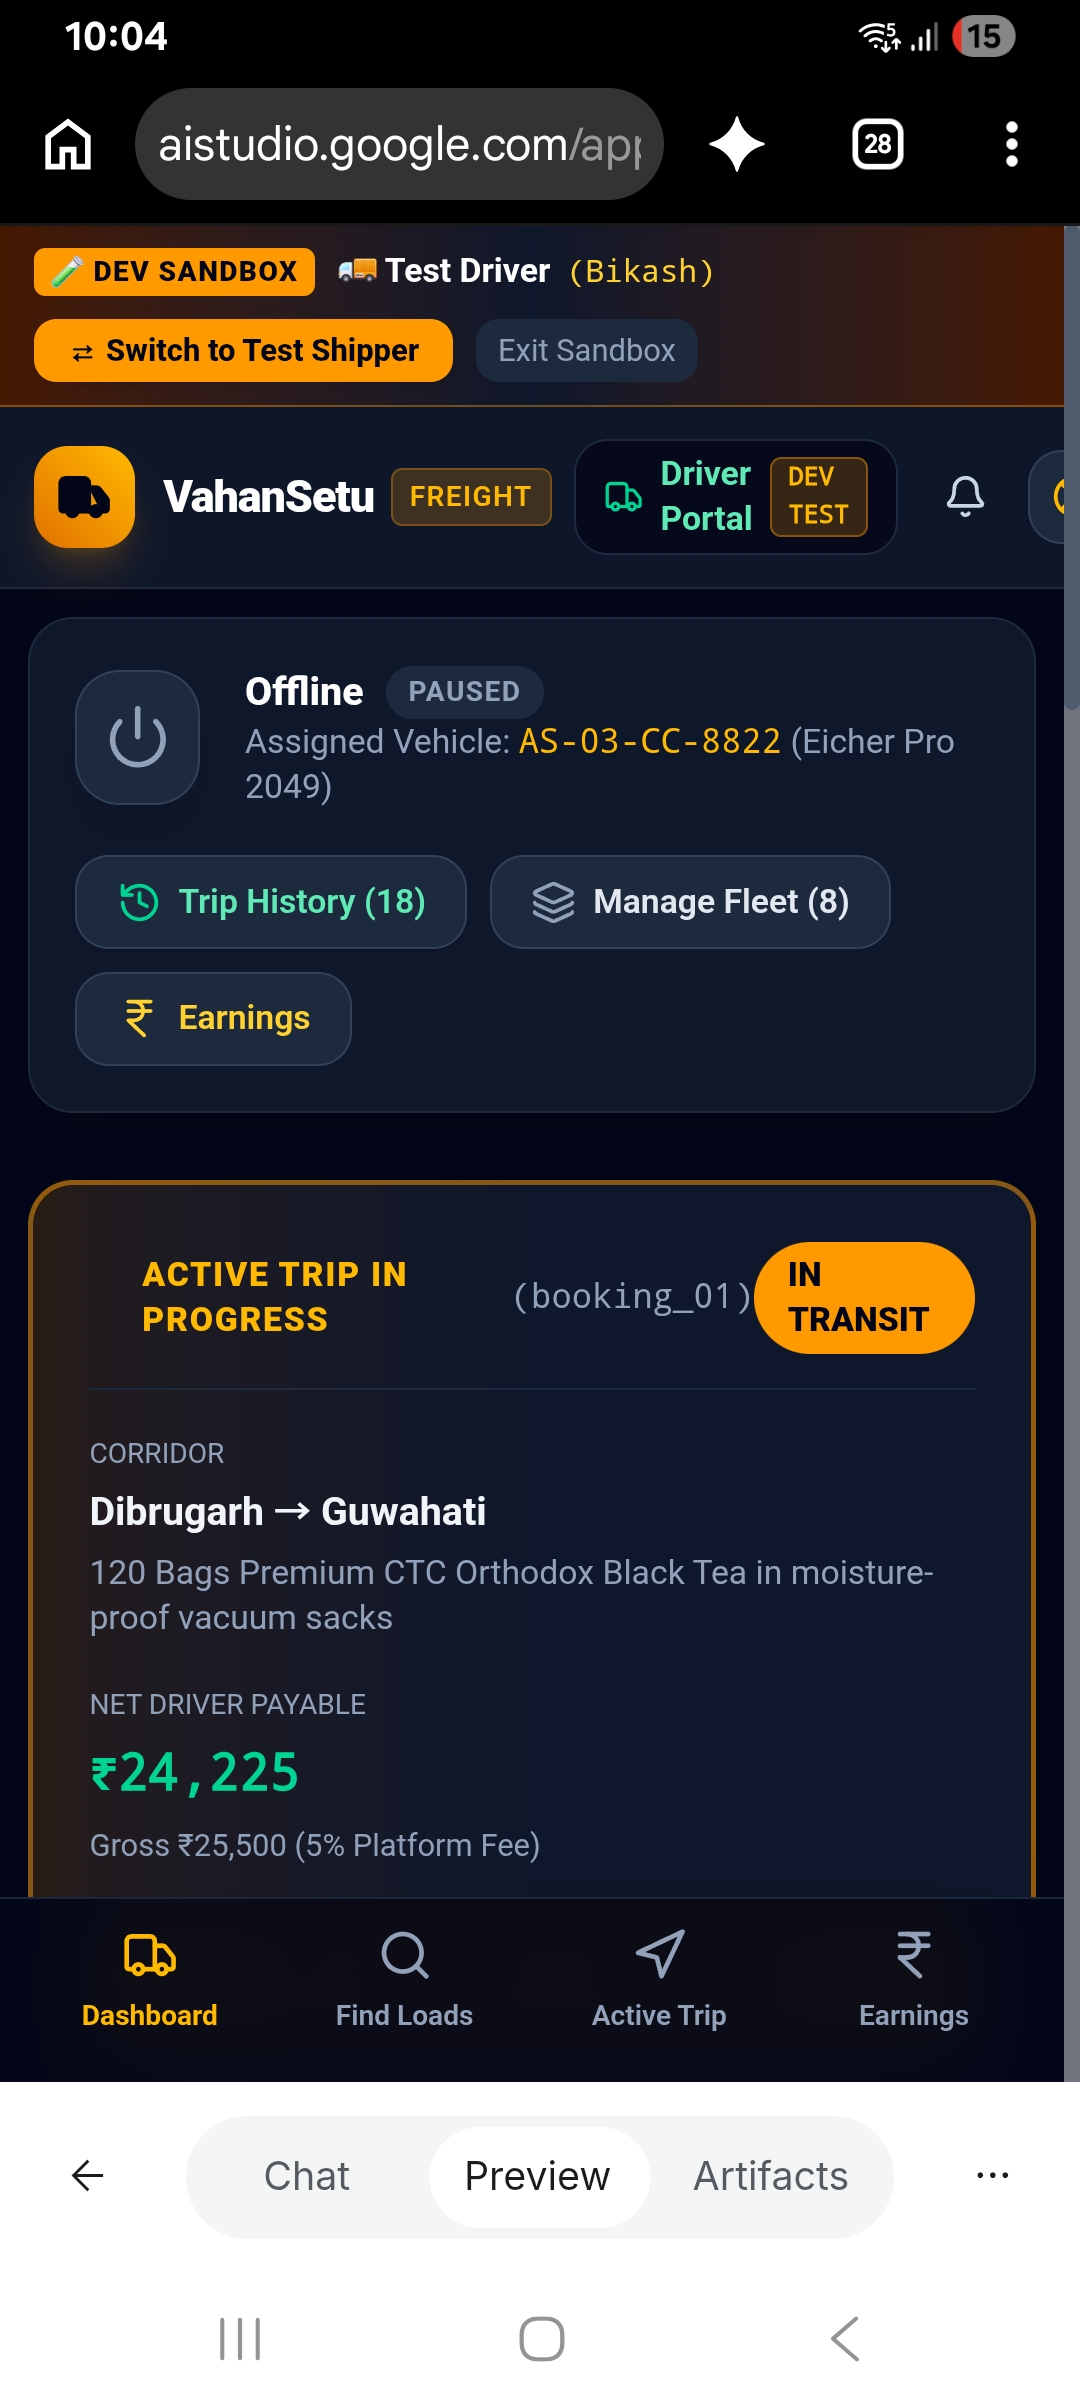 10:04
15
aistudio.google.com/app
28
DEV SANDBOX
Test Driver (Bikash)
⇄ Switch to Test Shipper
Exit Sandbox
VahanSetu
FREIGHT
Driver
Portal
DEV
TEST
Offline
PAUSED
Assigned Vehicle: AS-03-CC-8822 (Eicher Pro
2049)
Trip History (18)
Manage Fleet (8)
₹ Earnings
ACTIVE TRIP IN
PROGRESS
(booking_01)
IN
TRANSIT
CORRIDOR
Dibrugarh → Guwahati
120 Bags Premium CTC Orthodox Black Tea in moisture-
proof vacuum sacks
NET DRIVER PAYABLE
₹24,225
Gross ₹25,500 (5% Platform Fee)
Dashboard
Find Loads
Active Trip
₹
Earnings
Chat
Preview
Artifacts